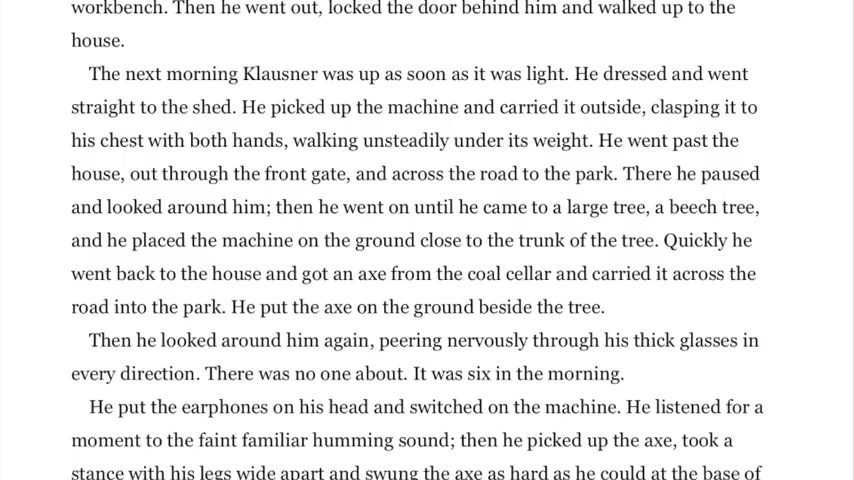 workbench. Then he went out, locked the door behind him and walked up to the
house.
The next morning Klausner was up as soon as it was light. He dressed and went
straight to the shed. He picked up the machine and carried it outside, clasping it to
his chest with both hands, walking unsteadily under its weight. He went past the
house, out through the front gate, and across the road to the park. There he paused
and looked around him; then he went on until he came to a large tree, a beech tree,
and he placed the machine on the ground close to the trunk of the tree. Quickly he
went back to the house and got an axe from the coal cellar and carried it across the
road into the park. He put the axe on the ground beside the tree.
Then he looked around him again, peering nervously through his thick glasses in
every direction. There was no one about. It was six in the morning.
He put the earphones on his head and switched on the machine. He listened for a
moment to the faint familiar humming sound; then he picked up the axe, took a
stance with his legs wide apart and swung the axe as hard as he could at the base of